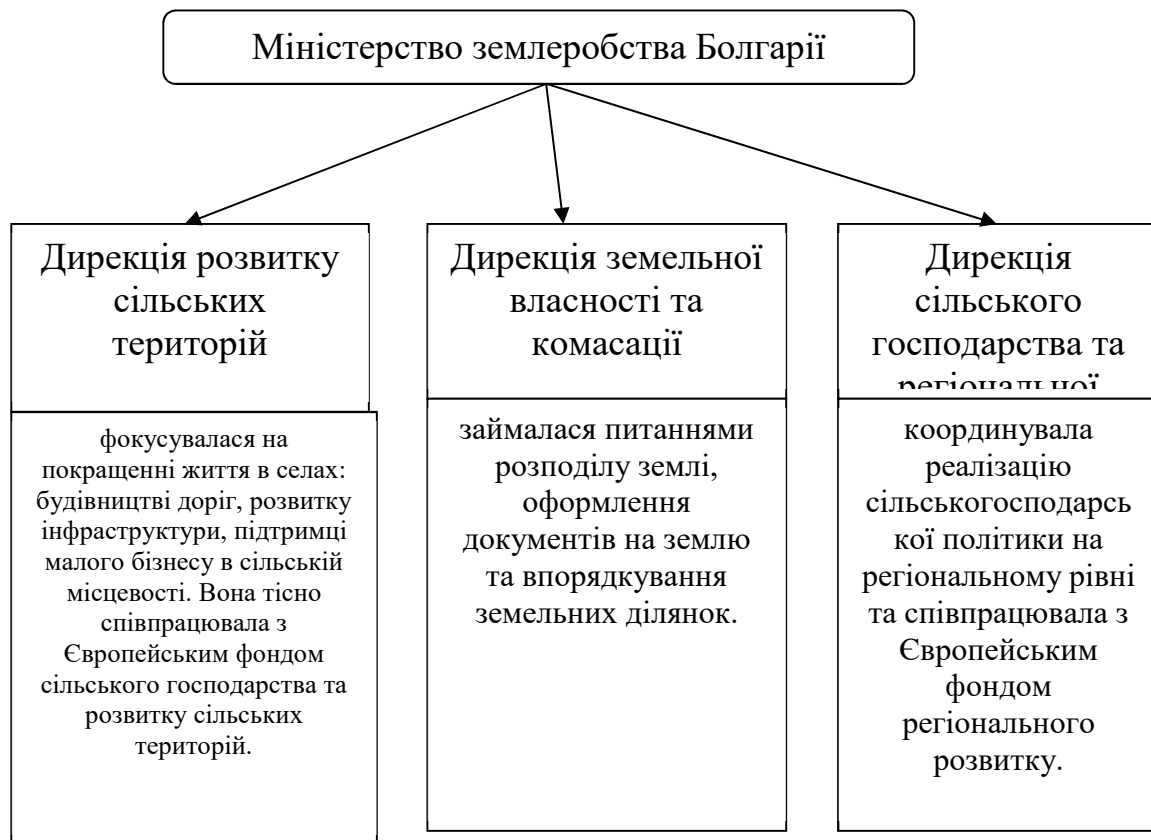 Міністерство землеробства Болгарії
Дирекція розвитку
сільських
територій
фокусувалася на
покращенні життя в селах:
будівництві доріг, розвитку
інфраструктури, підтримці
малого бізнесу в сільській
місцевості. Вона тісно
співпрацювала з
Європейським фондом
сільського господарства та
розвитку сільських
територій.
Дирекція земельної
власності та
комасації
займалася питаннями
розподілу землі,
оформлення
документів на землю
та впорядкування
земельних ділянок.
Дирекція
сільського
господарства та
регіональної
координувала
реалізацію
сільськогосподарсь
кої політики на
регіональному рівні
та співпрацювала з
Європейським
фондом
регіонального
розвитку.